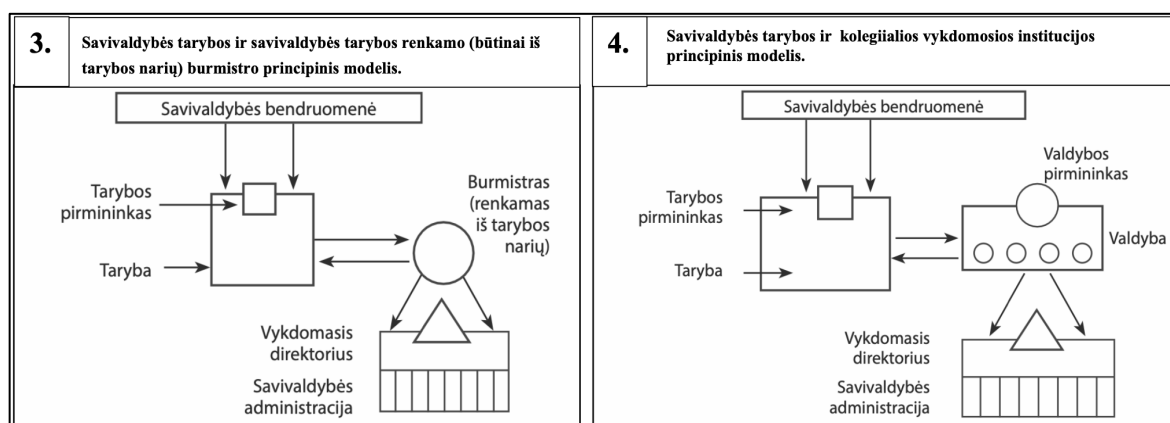 3.
Savivaldybės tarybos ir savivaldybės tarybos renkamo (būtinai iš
tarybos narių) burmistro principinis modelis.
Savivaldybės bendruomenė
Tarybos
pirmininkas
Taryba
Burmistras
(renkamas
iš tarybos
narių)
Vykdomasis
direktorius
Savivaldybės
administracija
4.
Savivaldybės tarybos ir kolegiialios vykdomosios institucijos
principinis modelis.
Savivaldybės bendruomenė
Tarybos
pirmininkas
Taryba
Valdybos
pirmininkas
Valdyba
Vykdomasis
direktorius
Savivaldybės
administracija